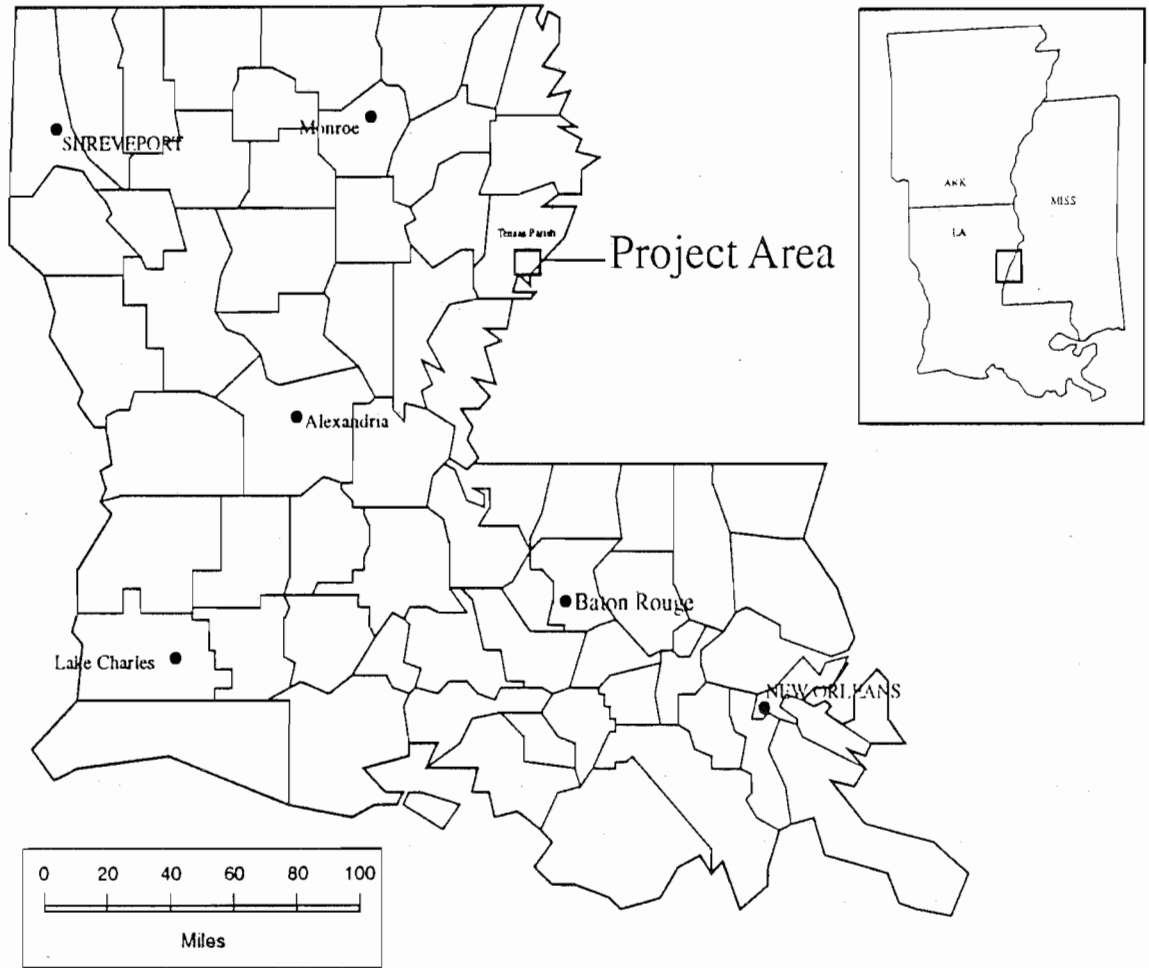 SHREVEPORT
Monroe
Tensas Parish
Project Area
Alexandria
Baton Rouge
Lake Charles
NEW ORLEANS
ARK
MISS
LA
0 20 40 60 80 100
Miles